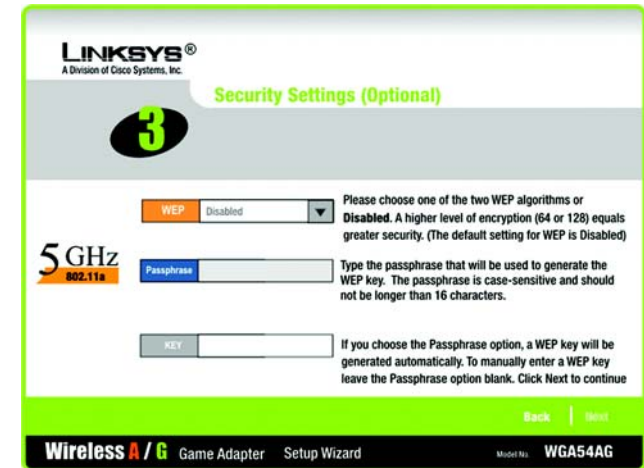 LINKSYS®
A Division of Cisco Systems, Inc.
Security Settings (Optional)
3
WEP Disabled
Please choose one of the two WEP algorithms or
Disabled. A higher level of encryption (64 or 128) equals
greater security. (The default setting for WEP is Disabled)
5 GHz
802.11a
Passphrase
Type the passphrase that will be used to generate the
WEP key. The passphrase is case-sensitive and should
not be longer than 16 characters.
KEY
If you choose the Passphrase option, a WEP key will be
generated automatically. To manually enter a WEP key
leave the Passphrase option blank. Click Next to continue
Back | Next
Wireless A / G Game Adapter Setup Wizard Model No. WGA54AG